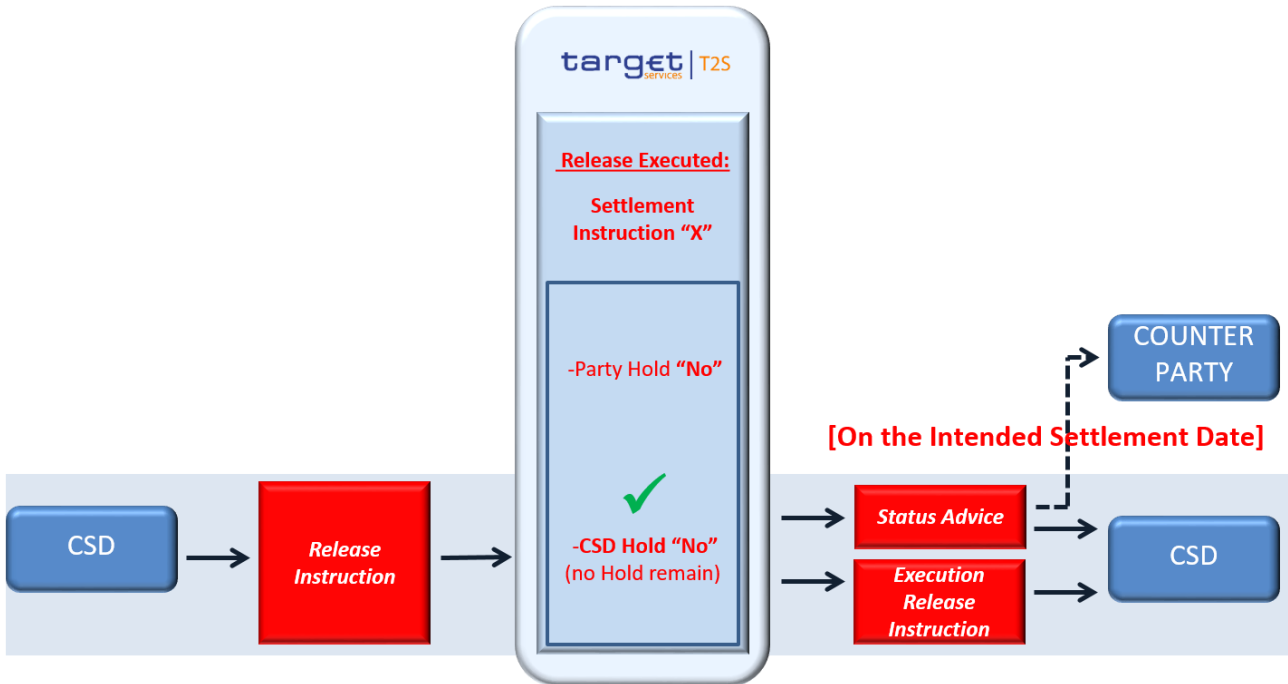 target | T2S
services
Release Executed:
Settlement
Instruction “X”
-Party Hold “No”
COUNTER
PARTY
[On the Intended Settlement Date]
CSD
Release
Instruction
-CSD Hold “No”
(no Hold remain)
Status Advice
Execution
Release
Instruction
CSD